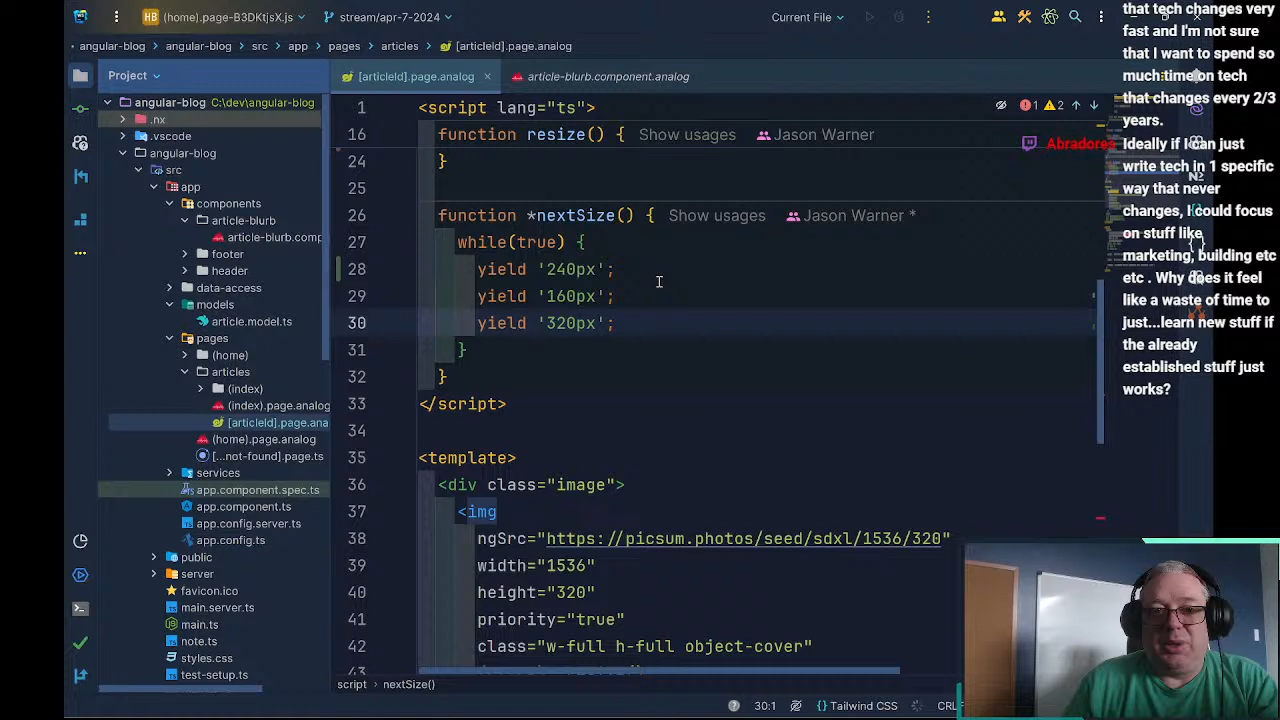 HB (home).page-B3DKtjsX.js
stream/apr-7-2024
Current File
angular-blog
angular-blog
src
app
pages
articles
[articleId].page.analog
Project
[articleId].page.analog
article-blurb.component.analog
angular-blog C:\dev\angular-blog
.nx
.vscode
angular-blog
src
app
components
article-blurb
article-blurb.comp
footer
header
data-access
models
article.model.ts
pages
(home)
articles
(index)
(index).page.analog
[articleId].page.ana
(home).page.analog
[...not-found].page.ts
services
app.component.spec.ts
app.component.ts
app.config.server.ts
app.config.ts
public
server
favicon.ico
main.server.ts
main.ts
note.ts
styles.css
test-setup.ts
1 <script lang="ts">
16 function resize() { Show usages Jason Warner
24 }
25
26 function *nextSize() { Show usages Jason Warner *
27 while(true) {
28 yield '240px';
29 yield '160px';
30 yield '320px';
31 }
32 }
33 </script>
34
35 <template>
36 <div class="image">
37 <img
38 ngSrc="https://picsum.photos/seed/sdxl/1536/320"
39 width="1536"
40 height="320"
41 priority="true"
42 class="w-full h-full object-cover"
43
1 2
script
nextSize()
30:1
Tailwind CSS
Abradores
that tech changes very
fast and I'm not sure
that I want to spend so
much time on tech
that changes every 2/3
years.
Ideally if I can just
write tech in 1 specific
way that never
changes, I could focus
on stuff like
marketing, building etc
etc . Why does it feel
like a waste of time to
just...learn new stuff if
the already
established stuff just
works?